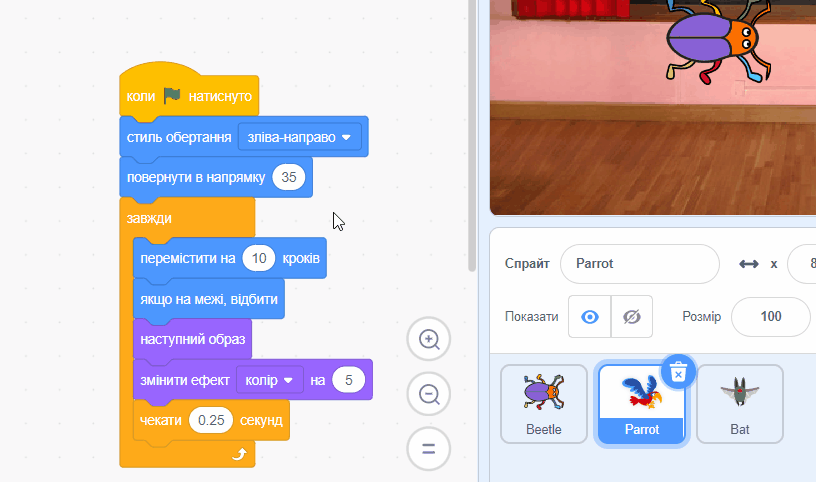 коли натиснуто
стиль обертання зліва-направо
повернути в напрямку 35
завжди
перемістити на 10 кроків
якщо на межі, відбити
наступний образ
змінити ефект колір на 5
чекати 0.25 секунд
Спрайт Parrot x 8
Показати Розмір 100
Beetle Parrot Bat